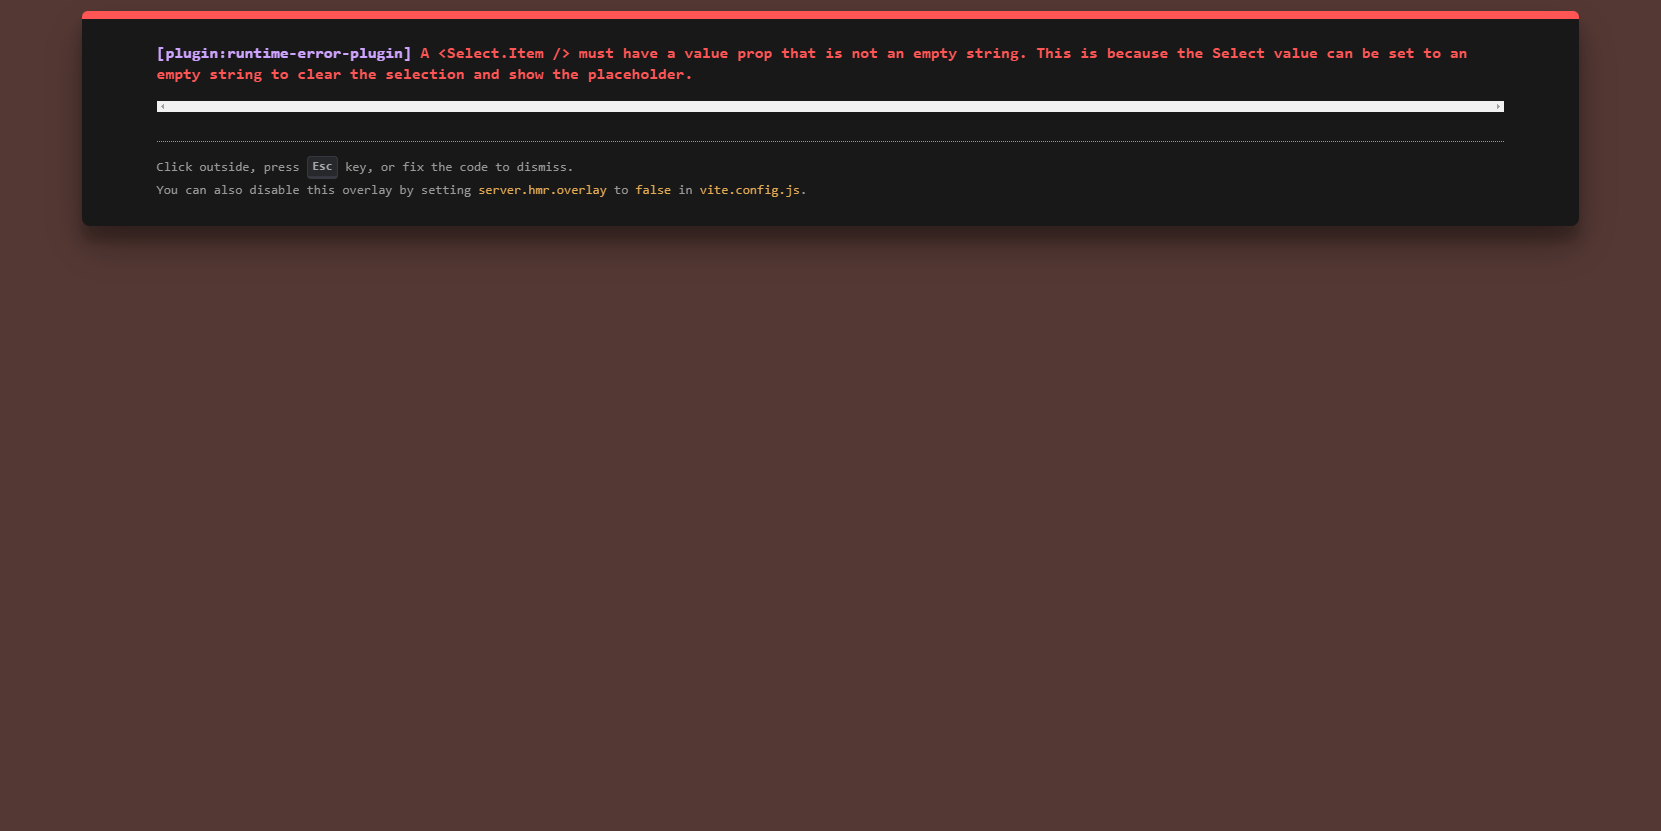 [plugin:runtime-error-plugin] A <Select.Item /> must have a value prop that is not an empty string. This is because the Select value can be set to an
empty string to clear the selection and show the placeholder.
Click outside, press Esc key, or fix the code to dismiss.
You can also disable this overlay by setting server.hmr.overlay to false in vite.config.js.